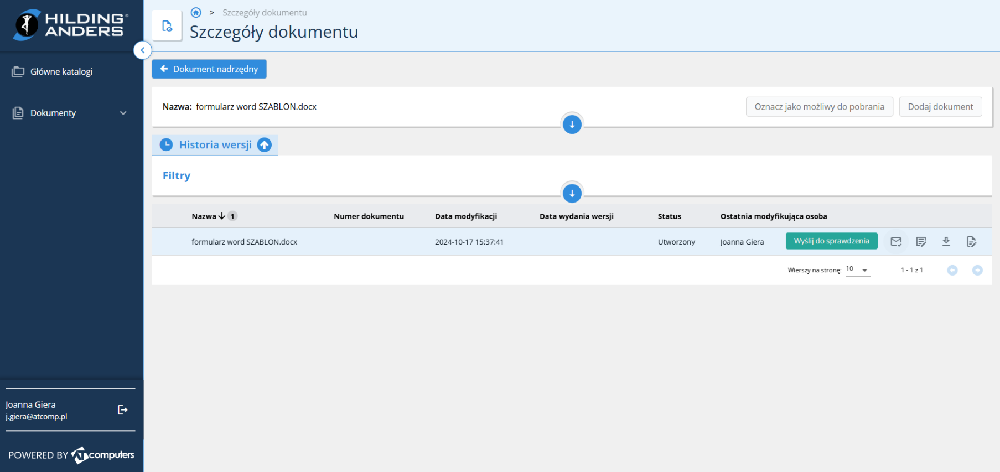 HILDING®
ANDERS
Główne katalogi
Dokumenty
Joanna Giera
j.giera@atcomp.pl
POWERED BY AT computers
> Szczegóły dokumentu
Szczegóły dokumentu
Dokument nadrzędny
Nazwa: formularz word SZABLON.docx
Oznacz jako możliwy do pobrania
Dodaj dokument
Historia wersji
Filtry
Nazwa 1 Numer dokumentu Data modyfikacji Data wydania wersji Status Ostatnia modyfikująca osoba
formularz word SZABLON.docx 2024-10-17 15:37:41 Utworzony Joanna Giera Wyślij do sprawdzenia
Wierszy na stronę: 10 1 - 1 z 1